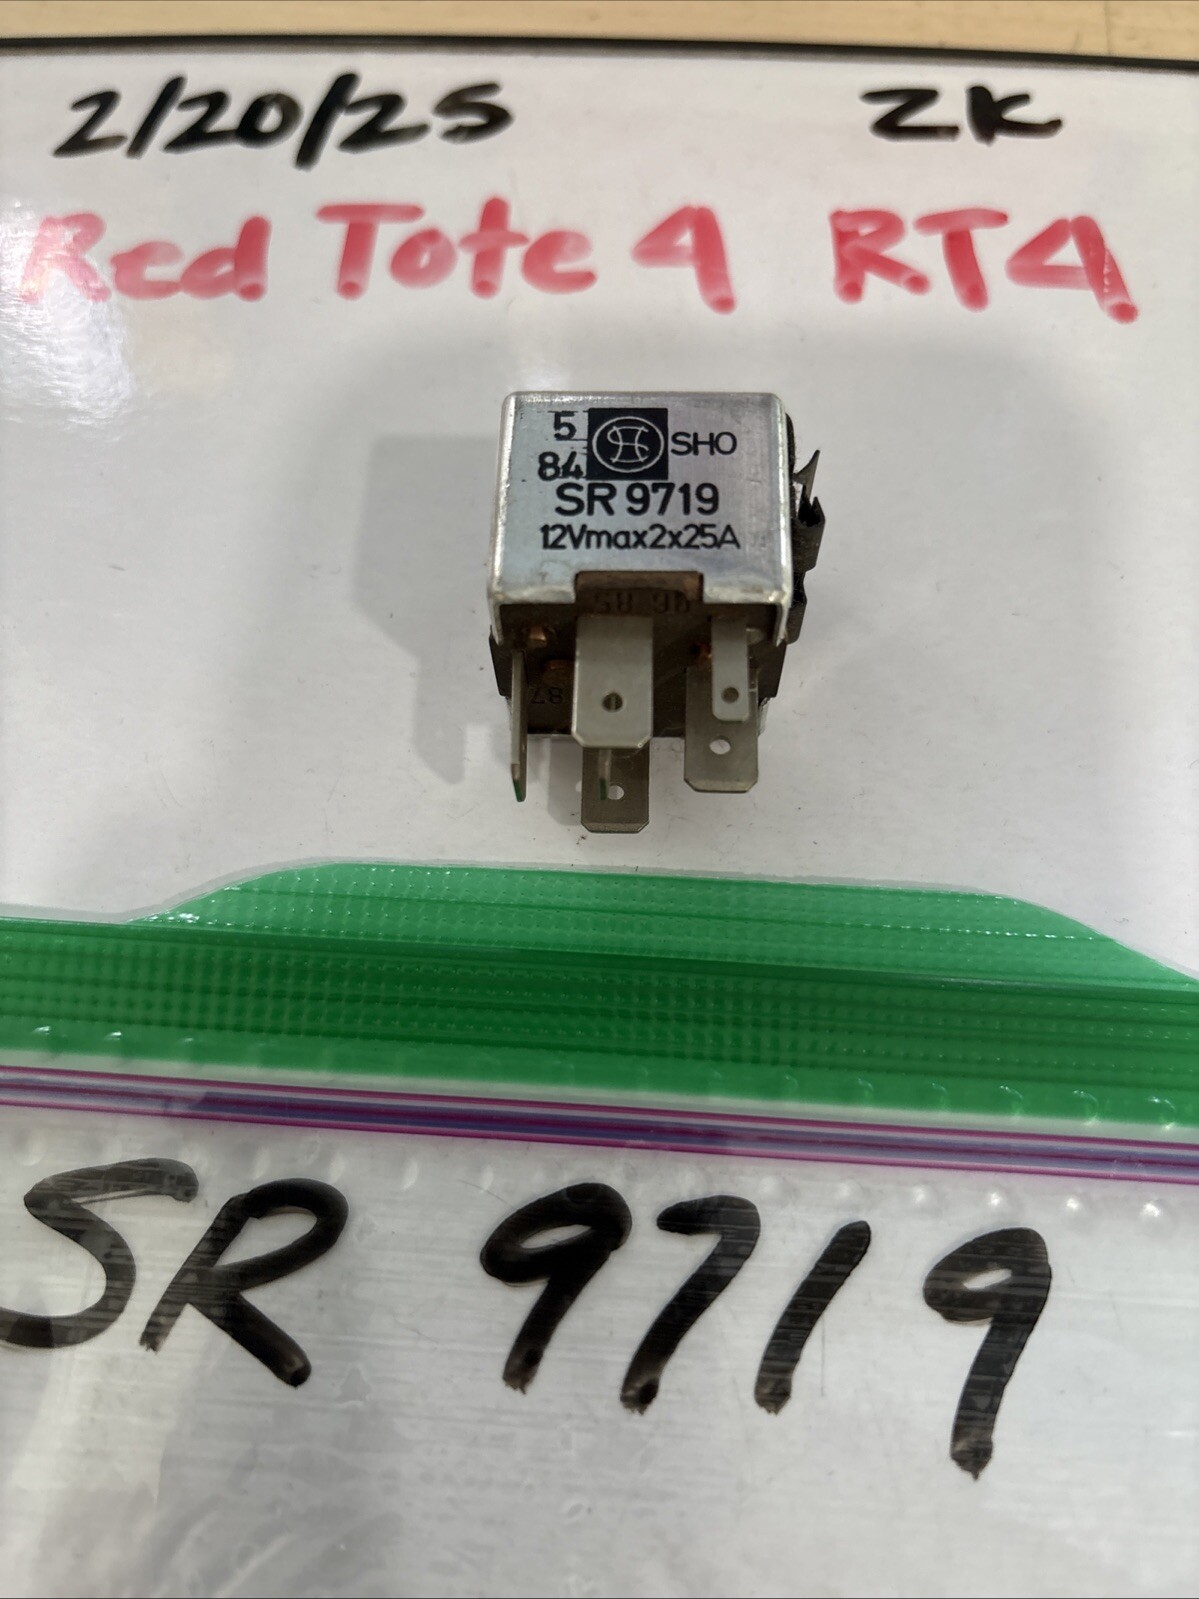 2/20/25 ZK
Red Tote 4 RT4
5 SHO
84
SR 9719
12Vmax2x25A
87
SR 9719